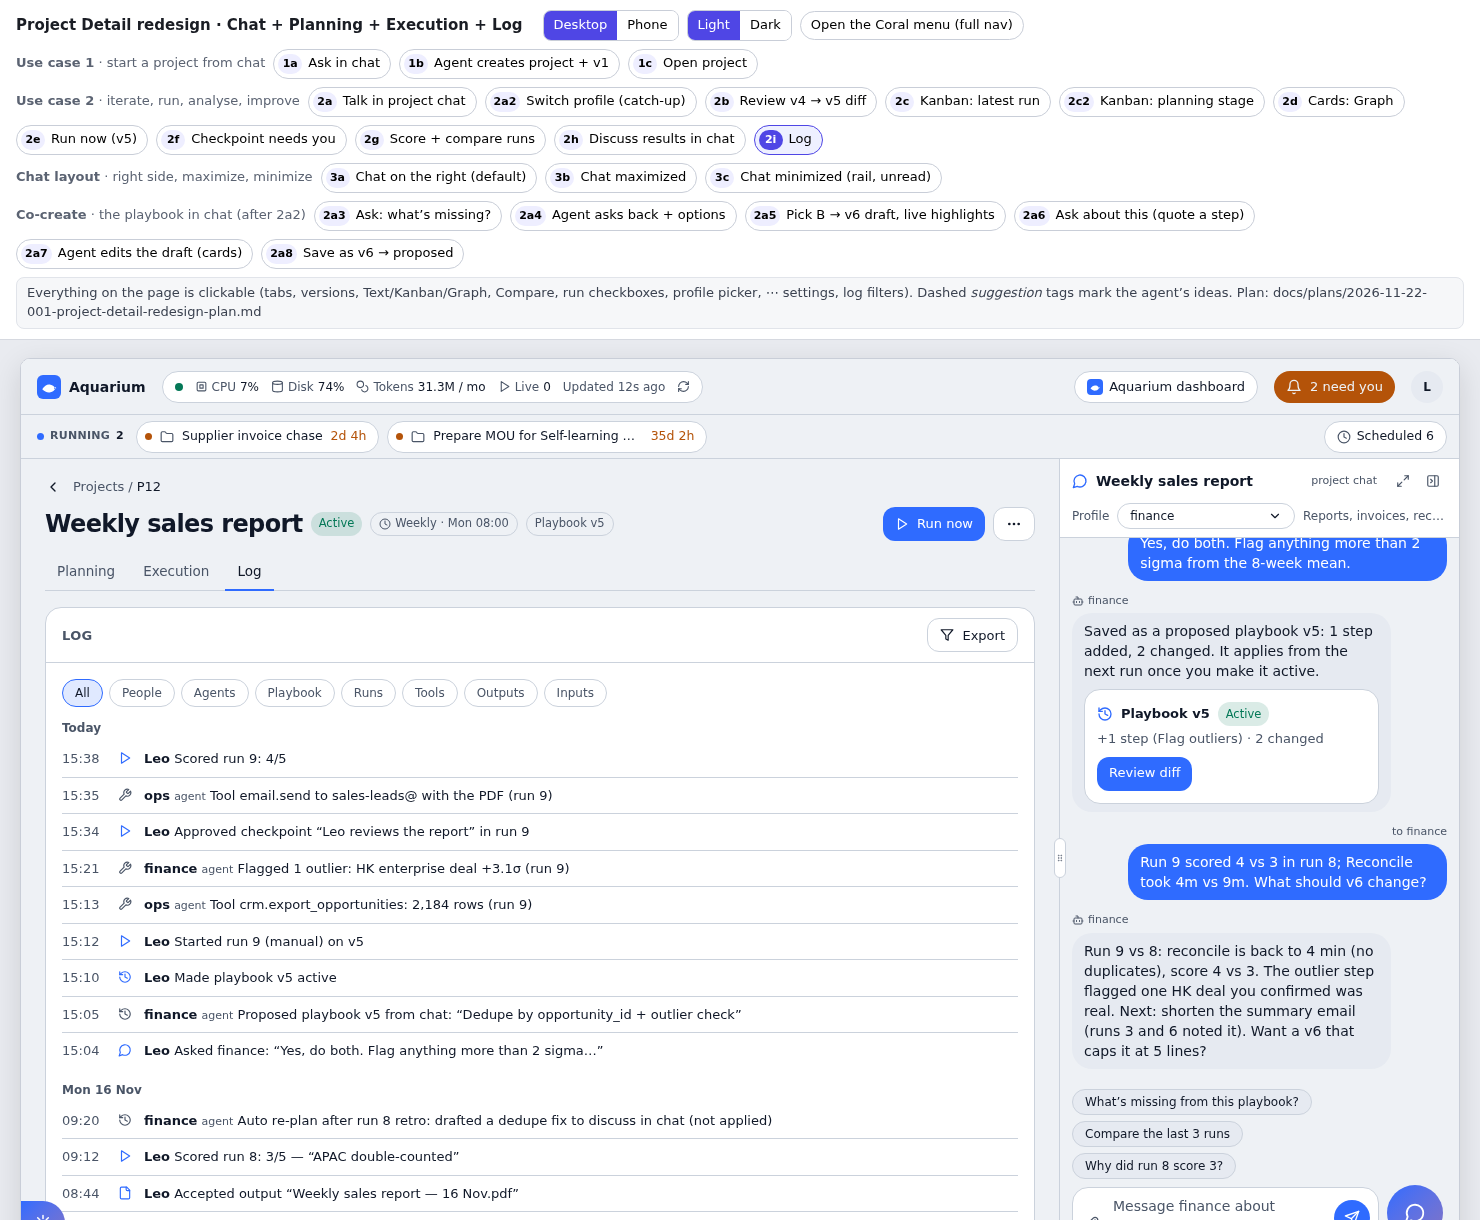 Project Detail redesign · Chat + Planning + Execution + Log
Desktop Phone Light Dark Open the Coral menu (full nav)
Use case 1 · start a project from chat 1a Ask in chat 1b Agent creates project + v1 1c Open project
Use case 2 · iterate, run, analyse, improve 2a Talk in project chat 2a2 Switch profile (catch-up) 2b Review v4 → v5 diff 2c Kanban: latest run 2c2 Kanban: planning stage 2d Cards: Graph
2e Run now (v5) 2f Checkpoint needs you 2g Score + compare runs 2h Discuss results in chat 2i Log
Chat layout · right side, maximize, minimize 3a Chat on the right (default) 3b Chat maximized 3c Chat minimized (rail, unread)
Co-create · the playbook in chat (after 2a2) 2a3 Ask: what’s missing? 2a4 Agent asks back + options 2a5 Pick B → v6 draft, live highlights 2a6 Ask about this (quote a step)
2a7 Agent edits the draft (cards) 2a8 Save as v6 → proposed
Everything on the page is clickable (tabs, versions, Text/Kanban/Graph, Compare, run checkboxes, profile picker, ··· settings, log filters). Dashed suggestion tags mark the agent’s ideas. Plan: docs/plans/2026-11-22-
001-project-detail-redesign-plan.md
Aquarium CPU 7% Disk 74% Tokens 31.3M / mo Live 0 Updated 12s ago Aquarium dashboard 2 need you L
RUNNING 2 Supplier invoice chase 2d 4h Prepare MOU for Self-learning ... 35d 2h Scheduled 6
Projects / P12
Weekly sales report Active Weekly · Mon 08:00 Playbook v5 Run now ···
Planning Execution Log
LOG Export
All People Agents Playbook Runs Tools Outputs Inputs
Today
15:38 Leo Scored run 9: 4/5
15:35 ops agent Tool email.send to sales-leads@ with the PDF (run 9)
15:34 Leo Approved checkpoint “Leo reviews the report” in run 9
15:21 finance agent Flagged 1 outlier: HK enterprise deal +3.1σ (run 9)
15:13 ops agent Tool crm.export_opportunities: 2,184 rows (run 9)
15:12 Leo Started run 9 (manual) on v5
15:10 Leo Made playbook v5 active
15:05 finance agent Proposed playbook v5 from chat: “Dedupe by opportunity_id + outlier check”
15:04 Leo Asked finance: “Yes, do both. Flag anything more than 2 sigma…”
Mon 16 Nov
09:20 finance agent Auto re-plan after run 8 retro: drafted a dedupe fix to discuss in chat (not applied)
09:12 Leo Scored run 8: 3/5 — “APAC double-counted”
08:44 Leo Accepted output “Weekly sales report — 16 Nov.pdf”
Weekly sales report project chat
Profile finance Reports, invoices, rec...
Yes, do both. Flag anything more than 2
sigma from the 8-week mean.
finance
Saved as a proposed playbook v5: 1 step
added, 2 changed. It applies from the
next run once you make it active.
Playbook v5 Active
+1 step (Flag outliers) · 2 changed
Review diff
to finance
Run 9 scored 4 vs 3 in run 8; Reconcile
took 4m vs 9m. What should v6 change?
finance
Run 9 vs 8: reconcile is back to 4 min (no
duplicates), score 4 vs 3. The outlier step
flagged one HK deal you confirmed was
real. Next: shorten the summary email
(runs 3 and 6 noted it). Want a v6 that
caps it at 5 lines?
What’s missing from this playbook?
Compare the last 3 runs
Why did run 8 score 3?
Message finance about